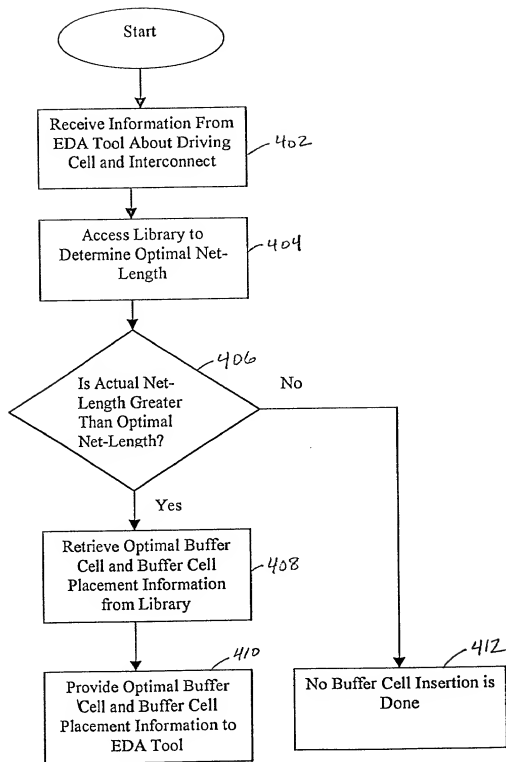 Start
Receive Information From
EDA Tool About Driving
Cell and Interconnect
402
Access Library to
Determine Optimal Net-
Length
404
406
Is Actual Net-
Length Greater
Than Optimal
Net-Length?
No
Yes
Retrieve Optimal Buffer
Cell and Buffer Cell
Placement Information
from Library
408
410
Provide Optimal Buffer
Cell and Buffer Cell
Placement Information to
EDA Tool
412
No Buffer Cell Insertion is
Done